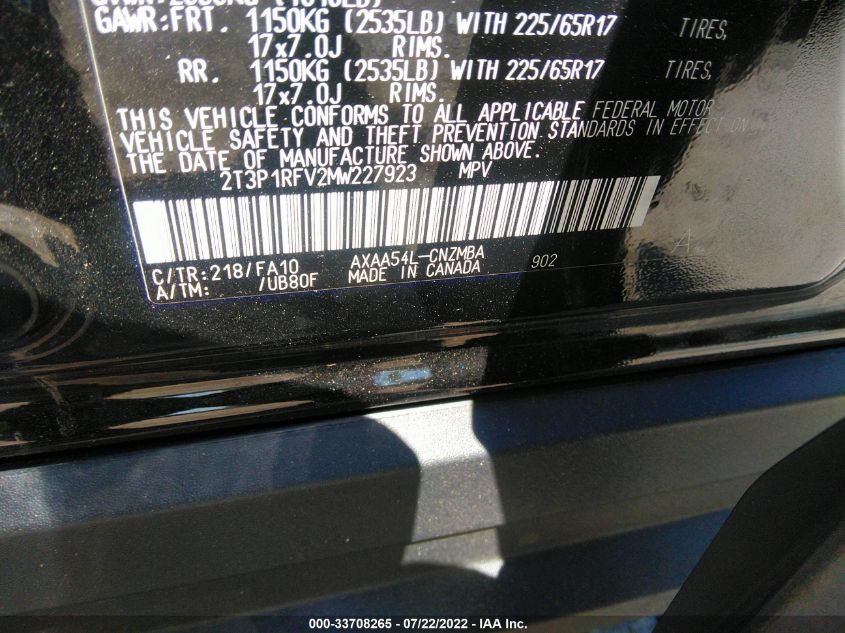 GAWR:FRT. 1150KG (2535LB) WITH 225/65R17 TIRES,
17x7.0J RIMS.
RR. 1150KG (2535LB) WITH 225/65R17 TIRES,
17x7.0J RIMS.
THIS VEHICLE CONFORMS TO ALL APPLICABLE FEDERAL MOTOR
VEHICLE SAFETY AND THEFT PREVENTION STANDARDS IN EFFECT ON
THE DATE OF MANUFACTURE SHOWN ABOVE.
2T3P1RFV2MW227923 MPV
C/TR:218/FA10 AXAA54L-CNZMBA 902
A/TM: /UB80F MADE IN CANADA
000-33708265 - 07/22/2022 - IAA Inc.